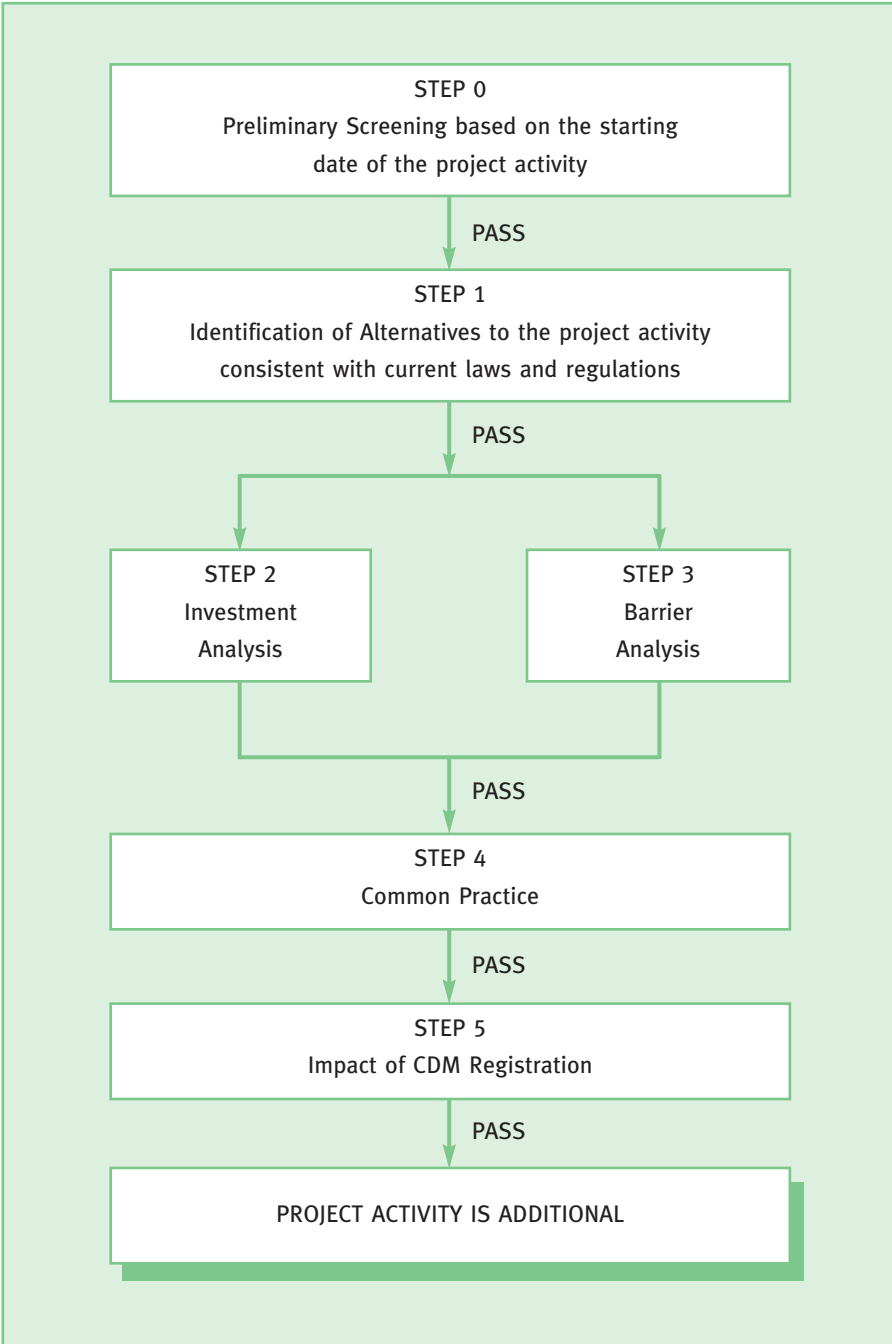 STEP 0
Preliminary Screening based on the starting
date of the project activity
PASS
STEP 1
Identification of Alternatives to the project activity
consistent with current laws and regulations
PASS
STEP 2
Investment
Analysis
STEP 3
Barrier
Analysis
PASS
STEP 4
Common Practice
PASS
STEP 5
Impact of CDM Registration
PASS
PROJECT ACTIVITY IS ADDITIONAL